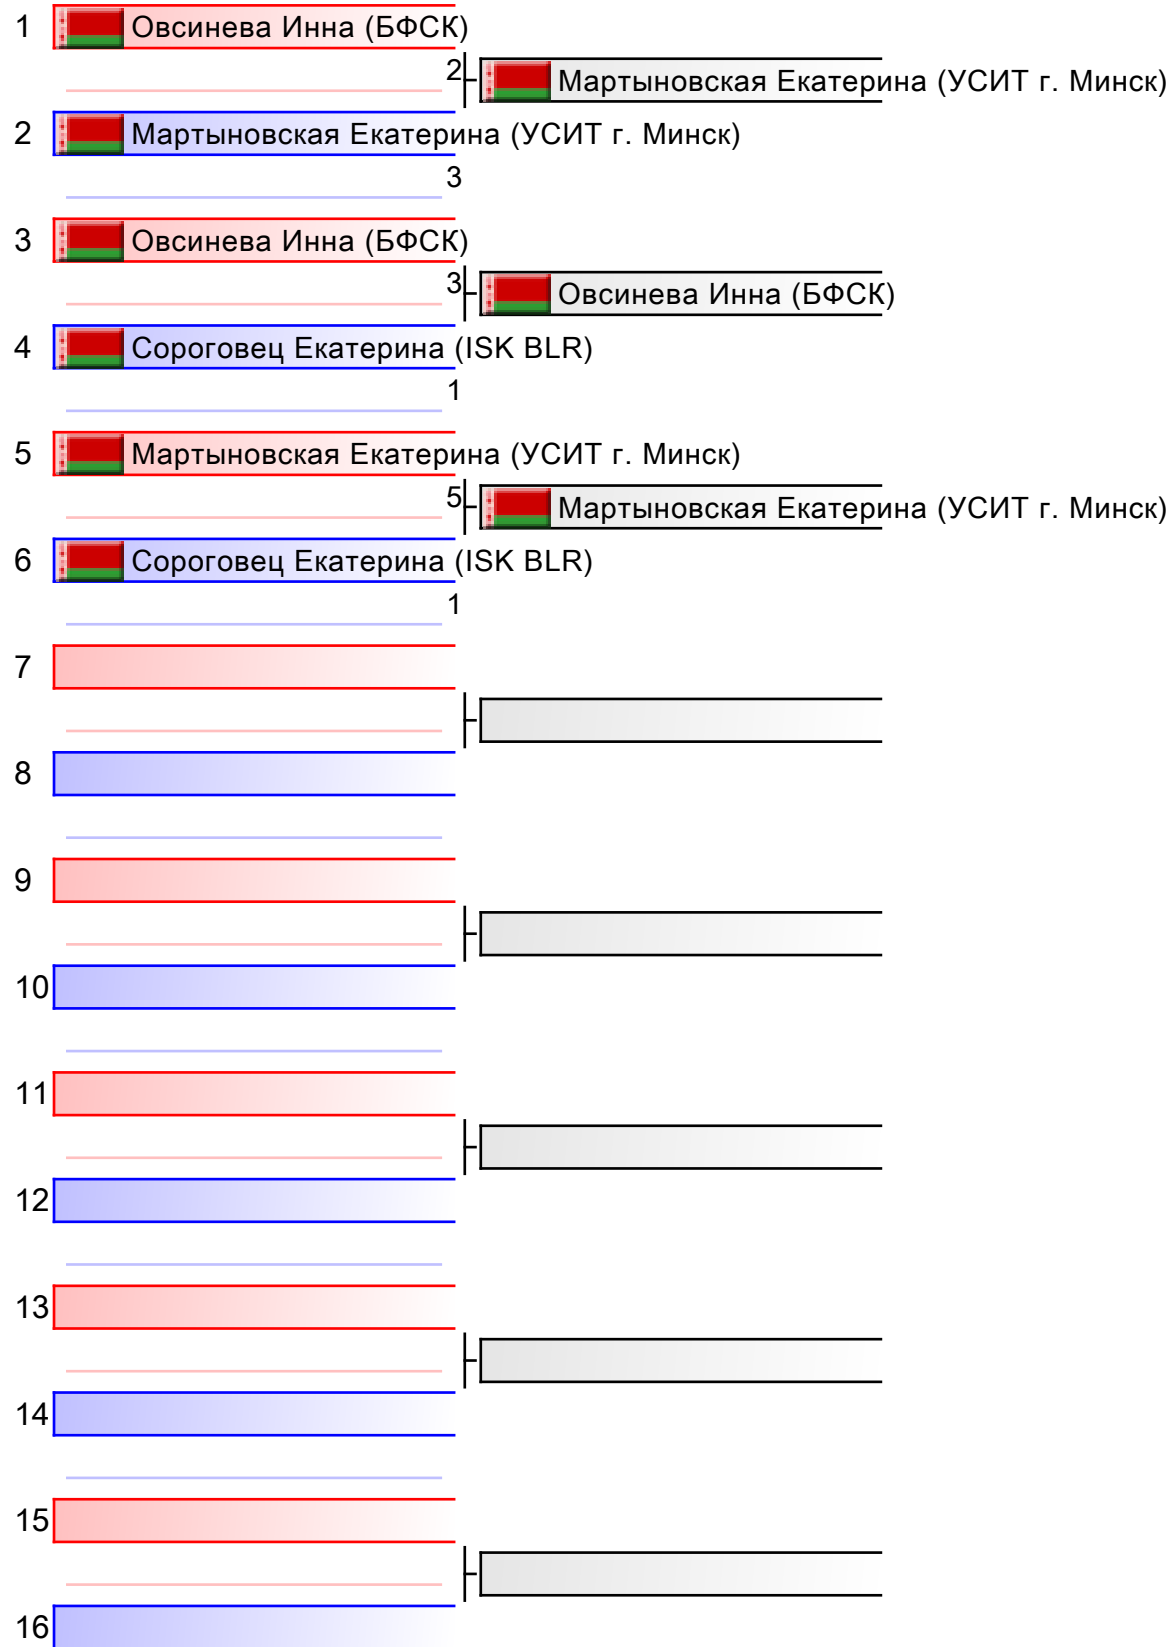 1 Овсинева Инна (БФСК)
2 Мартыновская Екатерина (УСИТ г. Минск)
2 Мартыновская Екатерина (УСИТ г. Минск)
3
3 Овсинева Инна (БФСК)
3 Овсинева Инна (БФСК)
4 Сороговец Екатерина (ISK BLR)
1
5 Мартыновская Екатерина (УСИТ г. Минск)
5 Мартыновская Екатерина (УСИТ г. Минск)
6 Сороговец Екатерина (ISK BLR)
1
7
8
9
10
11
12
13
14
15
16